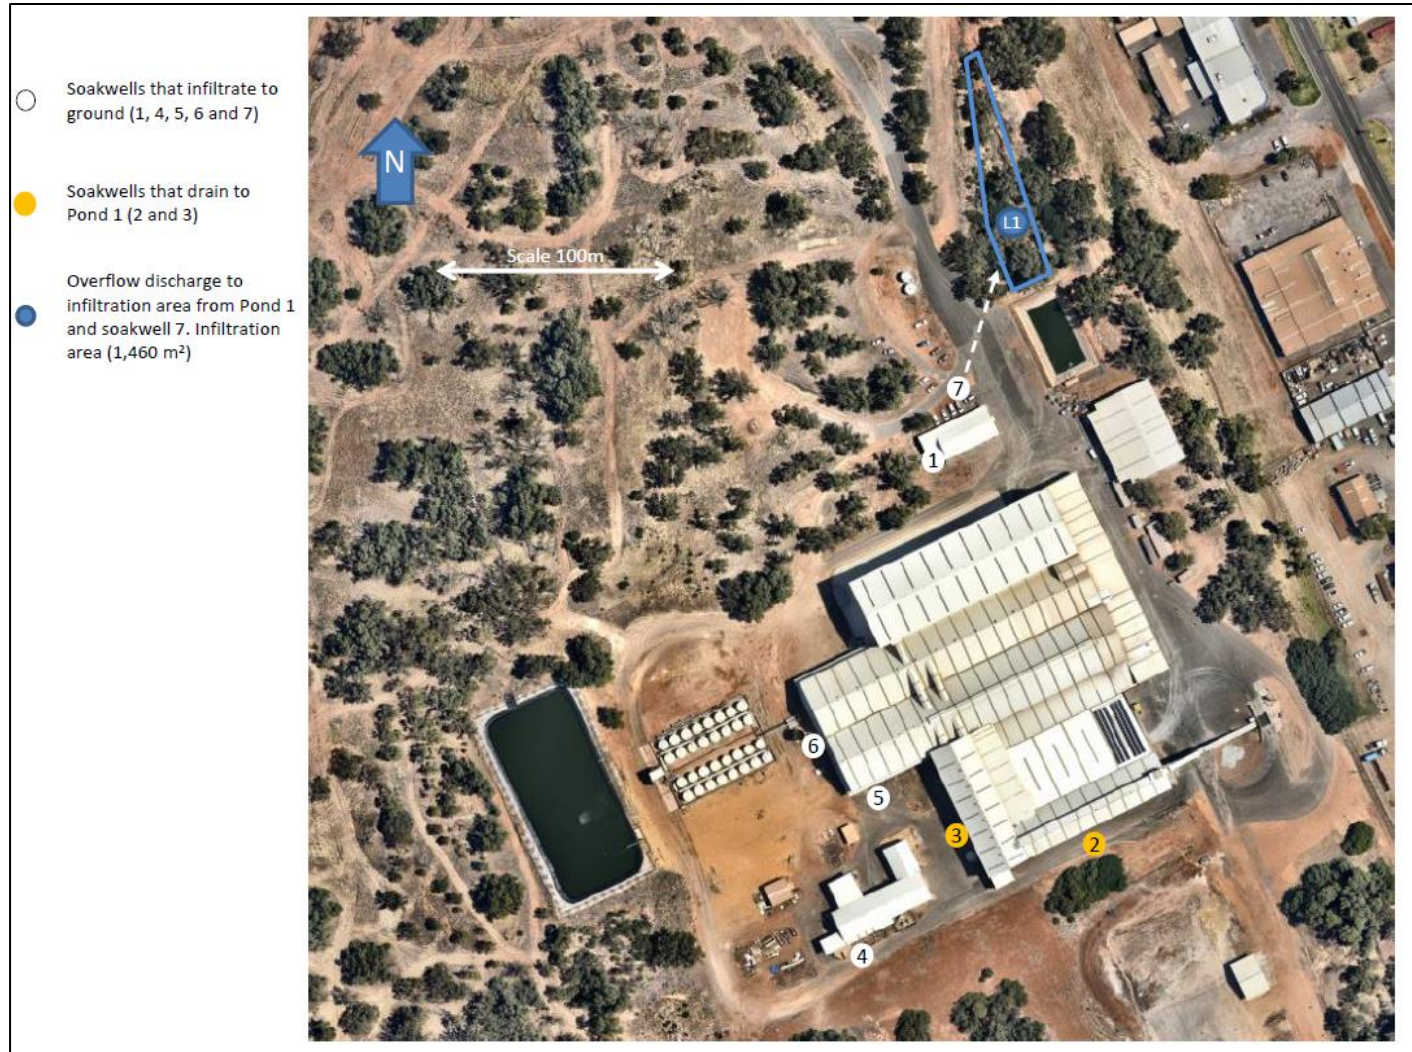 Soakwells that infiltrate to
ground (1, 4, 5, 6 and 7)
Soakwells that drain to
Pond 1 (2 and 3)
Overflow discharge to
infiltration area from Pond 1
and soakwell 7. Infiltration
area (1,460 m²)
N
Scale 100m
L1
7
1
6
5
3
2
4